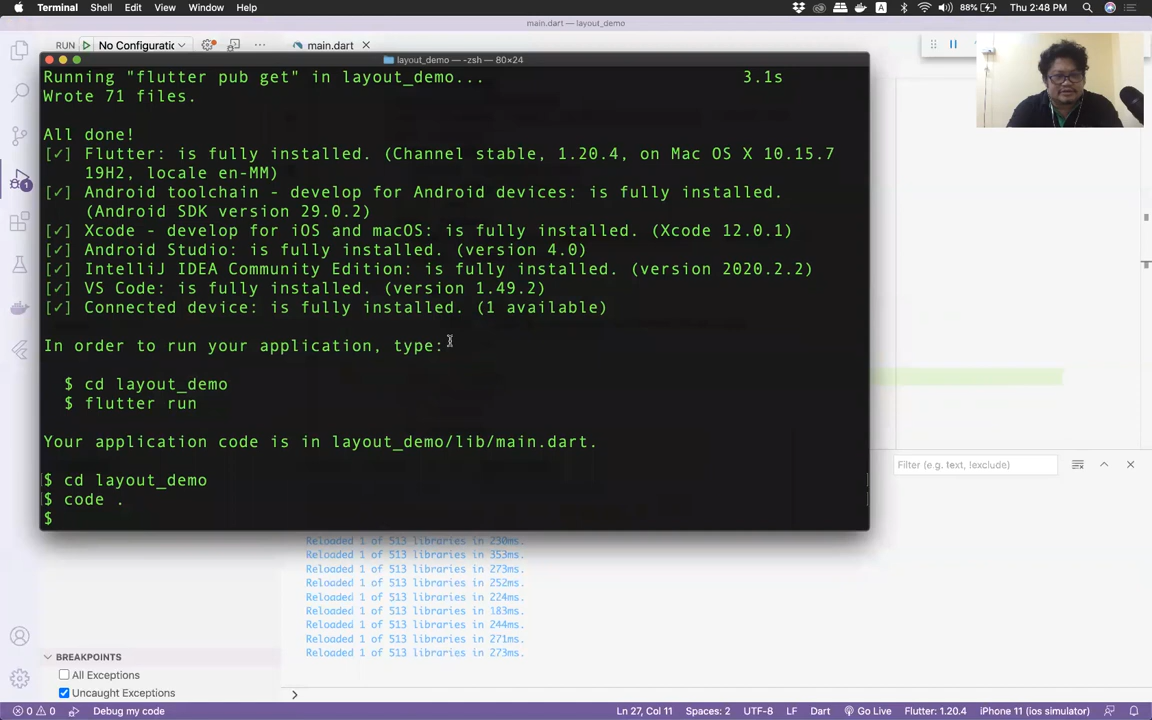 Terminal Shell Edit View Window Help
88% Thu 2:48 PM
main.dart — layout_demo
RUN No Configuratic main.dart
layout_demo — -zsh — 80×24
Running "flutter pub get" in layout_demo... 3.1s
Wrote 71 files.
All done!
[✓] Flutter: is fully installed. (Channel stable, 1.20.4, on Mac OS X 10.15.7
19H2, locale en-MM)
[✓] Android toolchain - develop for Android devices: is fully installed.
(Android SDK version 29.0.2)
[✓] Xcode - develop for iOS and macOS: is fully installed. (Xcode 12.0.1)
[✓] Android Studio: is fully installed. (version 4.0)
[✓] IntelliJ IDEA Community Edition: is fully installed. (version 2020.2.2)
[✓] VS Code: is fully installed. (version 1.49.2)
[✓] Connected device: is fully installed. (1 available)
In order to run your application, type:
$ cd layout_demo
$ flutter run
Your application code is in layout_demo/lib/main.dart.
$ cd layout_demo
$ code .
$
1
Filter (e.g. text, !exclude)
Reloaded 1 of 513 libraries in 230ms.
Reloaded 1 of 513 libraries in 353ms.
Reloaded 1 of 513 libraries in 273ms.
Reloaded 1 of 513 libraries in 252ms.
Reloaded 1 of 513 libraries in 224ms.
Reloaded 1 of 513 libraries in 183ms.
Reloaded 1 of 513 libraries in 244ms.
Reloaded 1 of 513 libraries in 271ms.
Reloaded 1 of 513 libraries in 273ms.
BREAKPOINTS
All Exceptions
Uncaught Exceptions
0 0 Debug my code Ln 27, Col 11 Spaces: 2 UTF-8 LF Dart Go Live Flutter: 1.20.4 iPhone 11 (ios simulator)